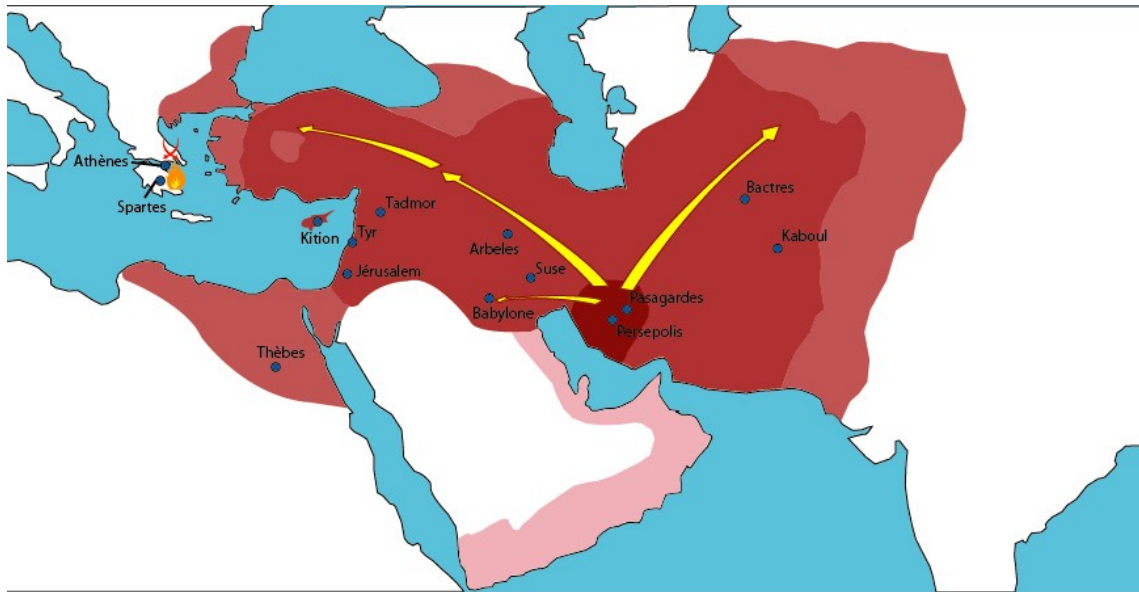 Athènes
Spartes
Kition
Tadmor
Tyr
Jérusalem
Arbeles
Suse
Babylone
Pasagardes
Persepolis
Bactres
Kaboul
Thèbes